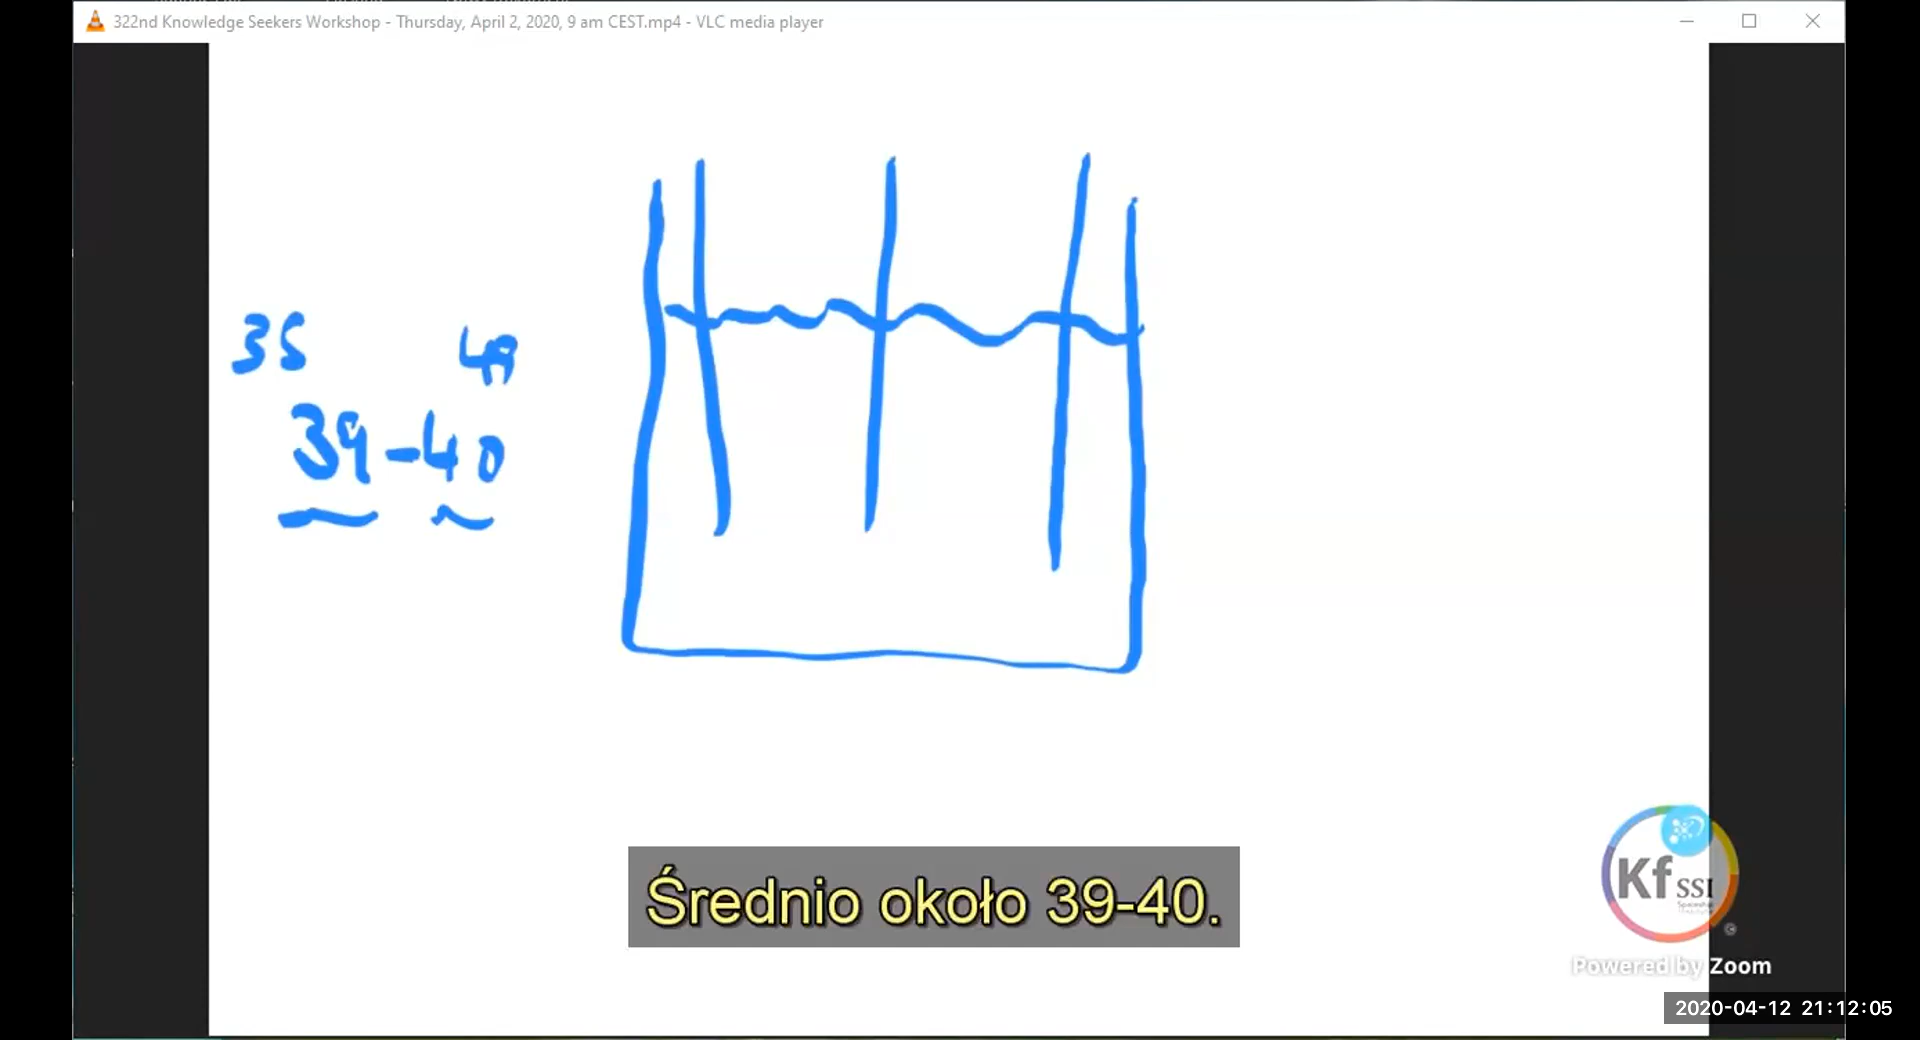 322nd Knowledge Seekers Workshop - Thursday, April 2, 2020, 9 am CEST.mp4 - VLC media player
35
39-40
Średnio około 39-40.
Kf SSI
Powered by Zoom
2020-04-12 21:12:05